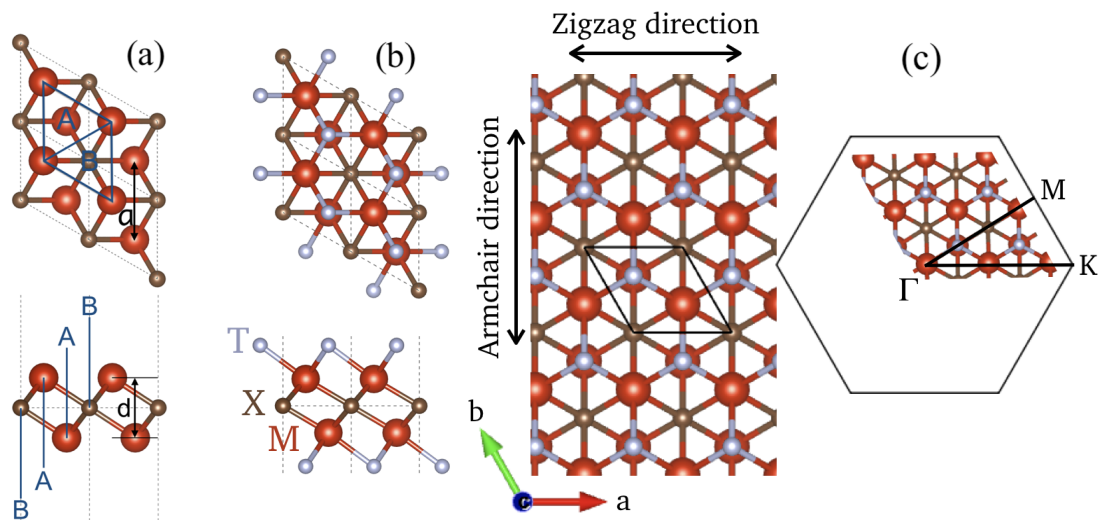 (a)
A
B
a
B
A
A
B
d
(b)
T
X
M
Zigzag direction
Armchair direction
b
c
a
(c)
M
Γ
K